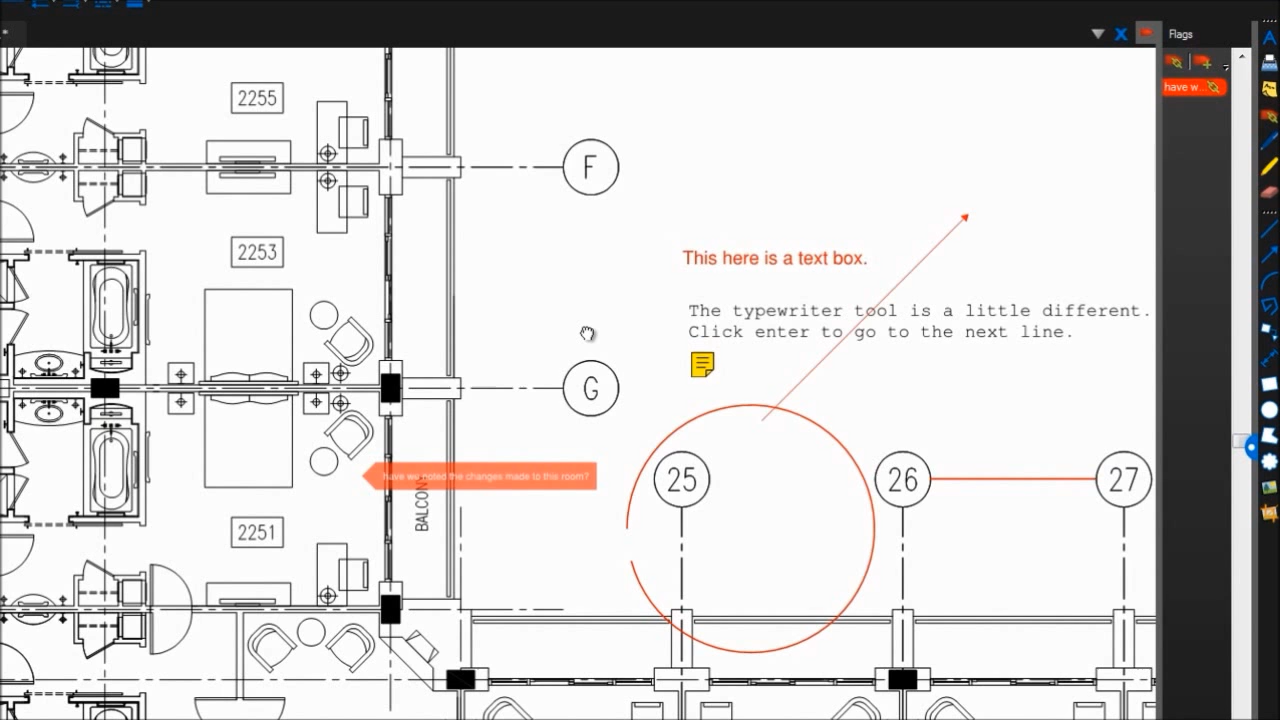 Flags
have w...
2255
F
2253
This here is a text box.
The typewriter tool is a little different.
Click enter to go to the next line.
G
have we noted the changes made to this room?
25
26
27
BALCONY
2251